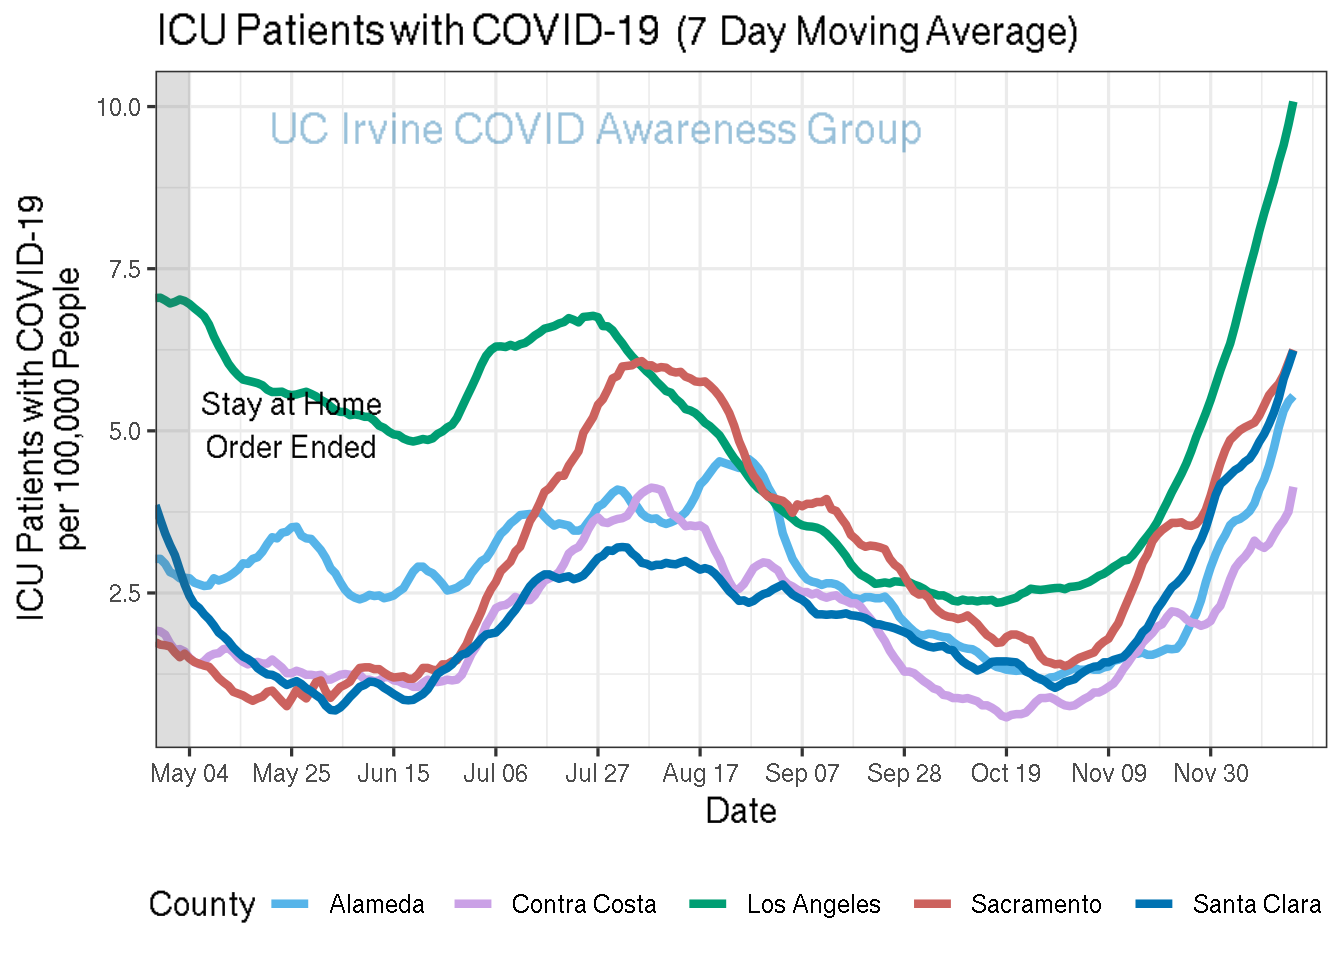 ICU Patients with COVID-19 (7 Day Moving Average)
UC Irvine COVID Awareness Group
ICU Patients with COVID-19
per 100,000 People
10.0
7.5
5.0
2.5
Stay at Home
Order Ended
May 04 May 25 Jun 15 Jul 06 Jul 27 Aug 17 Sep 07 Sep 28 Oct 19 Nov 09 Nov 30
Date
County Alameda Contra Costa Los Angeles Sacramento Santa Clara